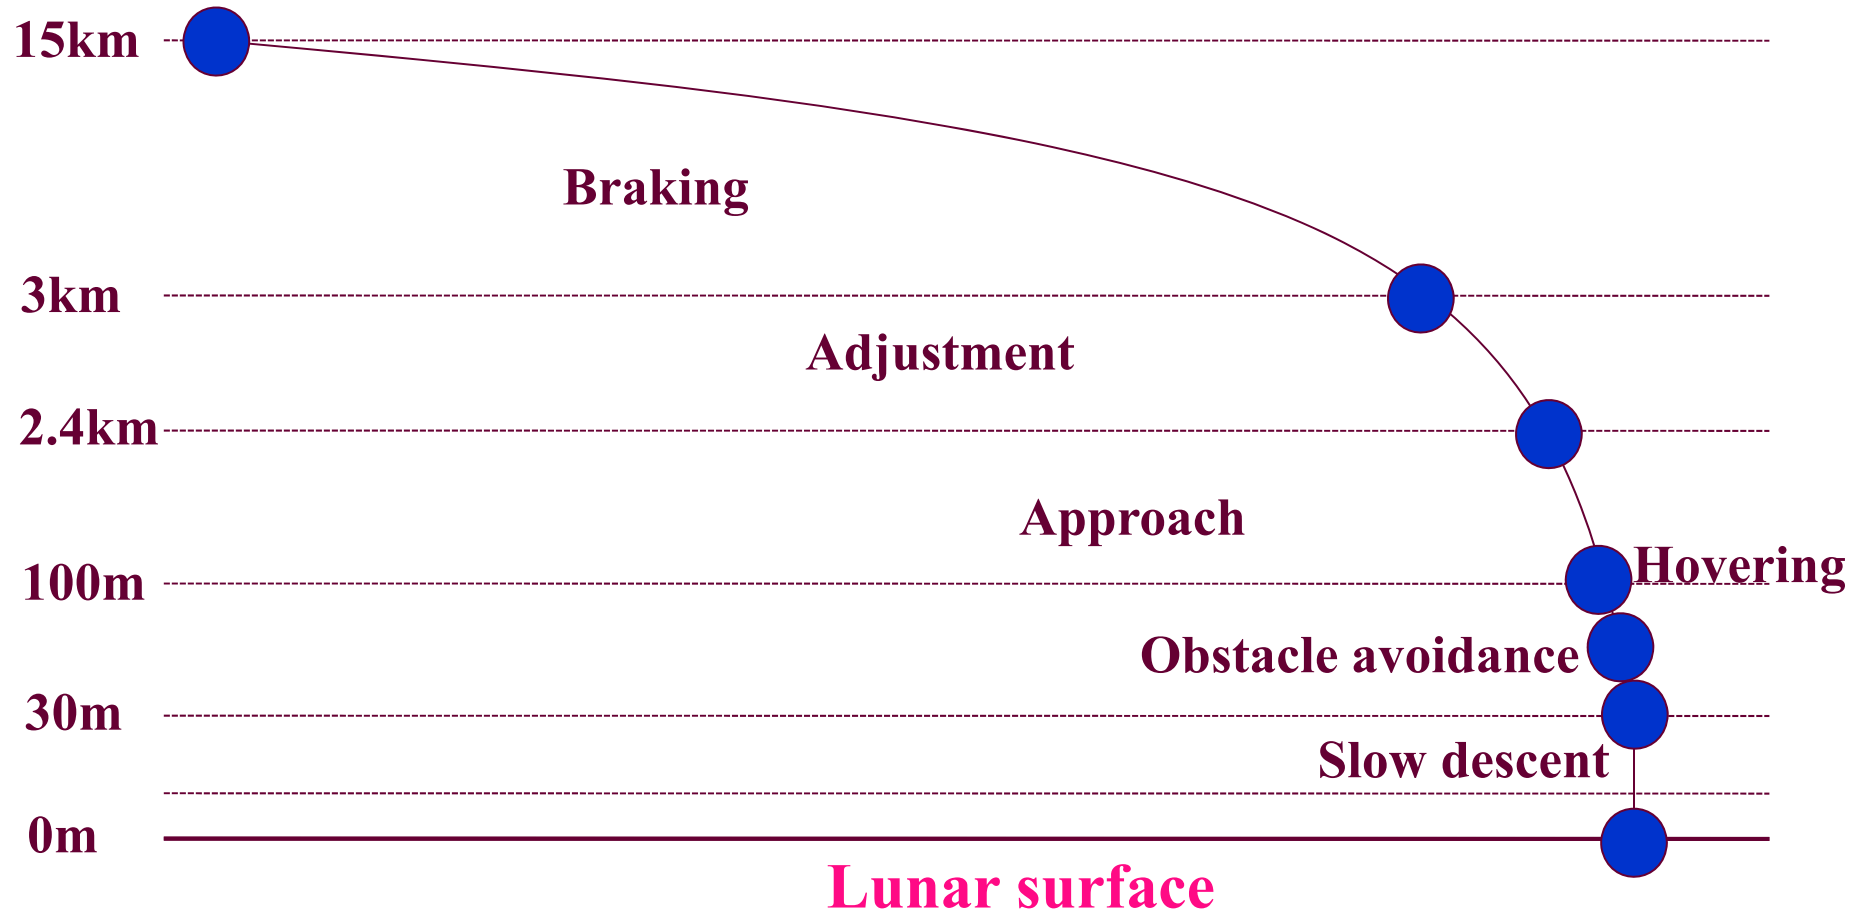 15km
Braking
3km
Adjustment
2.4km
Approach
Hovering
100m
Obstacle avoidance
30m
Slow descent
0m
Lunar surface